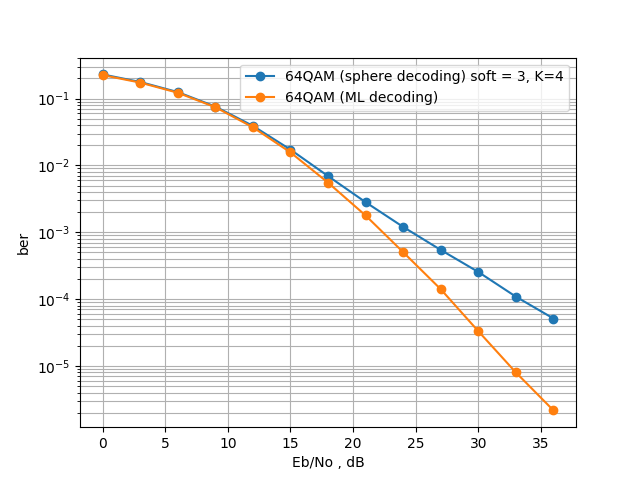 64QAM (sphere decoding) soft = 3, K=4
64QAM (ML decoding)
10⁻¹
10⁻²
10⁻³
10⁻⁴
10⁻⁵
ber
0 5 10 15 20 25 30 35
Eb/No , dB